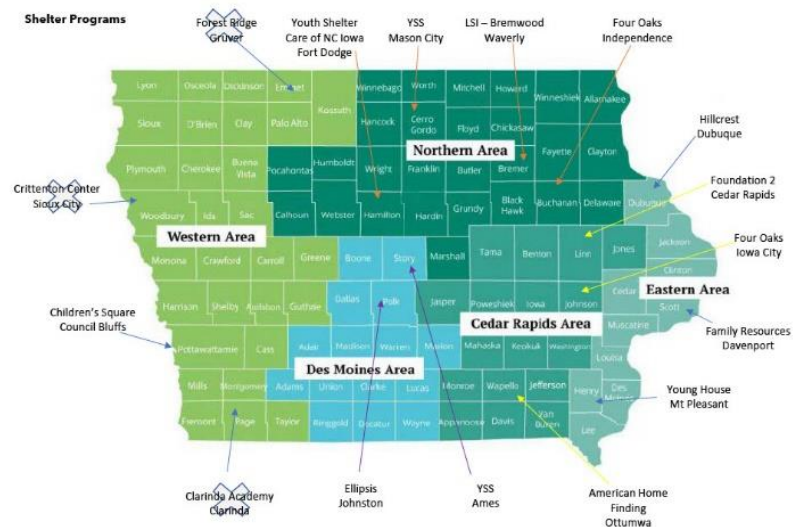 Shelter Programs
Forest Ridge
Gruver
Youth Shelter
Care of NC Iowa
Fort Dodge
YSS
Mason City
LSI – Bremwood
Waverly
Four Oaks
Independence
Lyon
Osceola
Dickinson
Emmet
Kossuth
Winnebago
Worth
Mitchell
Howard
Winneshiek
Allamakee
Sioux
O'Brien
Clay
Palo Alto
Hancock
Cerro
Gordo
Floyd
Chickasaw
Northern Area
Hillcrest
Dubuque
Plymouth
Cherokee
Buena
Vista
Pocahontas
Humboldt
Wright
Franklin
Butler
Bremer
Fayette
Clayton
Foundation 2
Cedar Rapids
Crittenton Center
Sioux City
Woodbury
Ida
Sac
Calhoun
Webster
Hamilton
Hardin
Grundy
Black
Hawk
Buchanan
Delaware
Dubuque
Western Area
Four Oaks
Iowa City
Monona
Crawford
Carroll
Greene
Boone
Story
Marshall
Tama
Benton
Linn
Jones
Jackson
Clinton
Cedar
Eastern Area
Harrison
Shelby
Audubon
Guthrie
Dallas
Polk
Jasper
Poweshiek
Iowa
Johnson
Scott
Muscatine
Cedar Rapids Area
Family Resources
Davenport
Children's Square
Council Bluffs
Pottawattamie
Cass
Adair
Madison
Warren
Marion
Mahaska
Keokuk
Washington
Louisa
Des Moines Area
Mills
Montgomery
Adams
Union
Clarke
Lucas
Monroe
Wapello
Jefferson
Henry
Des
Moines
Young House
Mt Pleasant
Fremont
Page
Taylor
Ringgold
Decatur
Wayne
Appanoose
Davis
Van
Buren
Lee
Clarinda Academy
Clarinda
Ellipsis
Johnston
YSS
Ames
American Home
Finding
Ottumwa